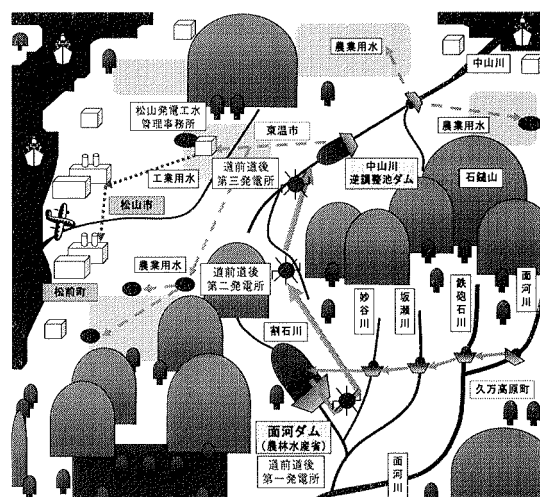 農業用水
中山川
松山発電工水
管理事務所
東温市
農業用水
道前道後
第三発電所
中山川
逆調整池ダム
石鎚山
工業用水
松山市
農業用水
道前道後
第二発電所
松前町
妙谷川
坂瀬川
鉄砲石川
面河川
割石川
久万高原町
面河ダム
(農林水産省)
道前道後
第一発電所
面河川